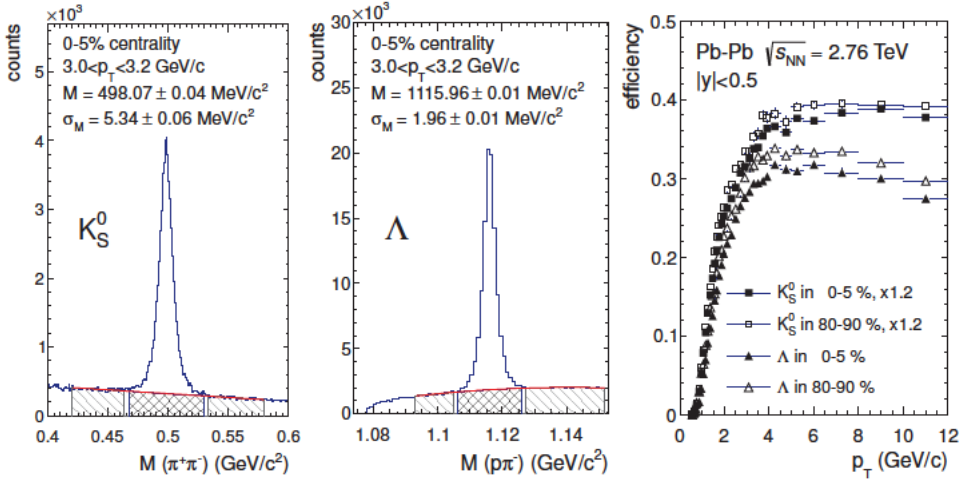 ×10³
counts
5
4
3
2
1
0
0-5% centrality
3.0<p_T<3.2 GeV/c
M = 498.07 ± 0.04 MeV/c²
σ_M = 5.34 ± 0.06 MeV/c²
K⁰_S
0.4 0.45 0.5 0.55 0.6
M (π⁺π⁻) (GeV/c²)
×10³
counts
30
25
20
15
10
5
0
0-5% centrality
3.0<p_T<3.2 GeV/c
M = 1115.96 ± 0.01 MeV/c²
σ_M = 1.96 ± 0.01 MeV/c²
Λ
1.08 1.1 1.12 1.14
M (pπ⁻) (GeV/c²)
efficiency
0.5
0.4
0.3
0.2
0.1
0
Pb-Pb √s_NN = 2.76 TeV
|y|<0.5
K⁰_S in 0-5 %, x1.2
K⁰_S in 80-90 %, x1.2
Λ in 0-5 %
Λ in 80-90 %
0 2 4 6 8 10 12
p_T (GeV/c)